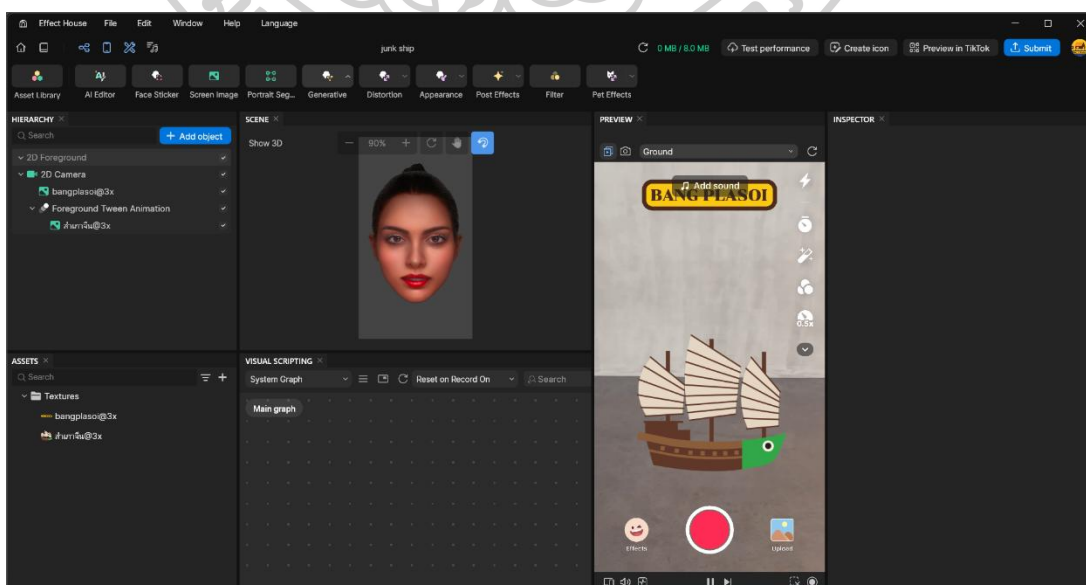 Effect House File Edit Window Help Language
junk ship 0 MB / 8.0 MB Test performance Create icon Preview in TikTok Submit
Asset Library AI Editor Face Sticker Screen Image Portrait Seg... Generative Distortion Appearance Post Effects Filter Pet Effects
HIERARCHY
Search + Add object
2D Foreground
2D Camera
bangplasoi@3x
Foreground Tween Animation
สำเภาจีน@3x
SCENE
Show 3D 90%
ASSETS
Search
Textures
bangplasoi@3x
สำเภาจีน@3x
VISUAL SCRIPTING
System Graph Reset on Record On Search
Main graph
PREVIEW
Ground
Add sound
BANG PLASOI
0.5x
Effects Upload
INSPECTOR